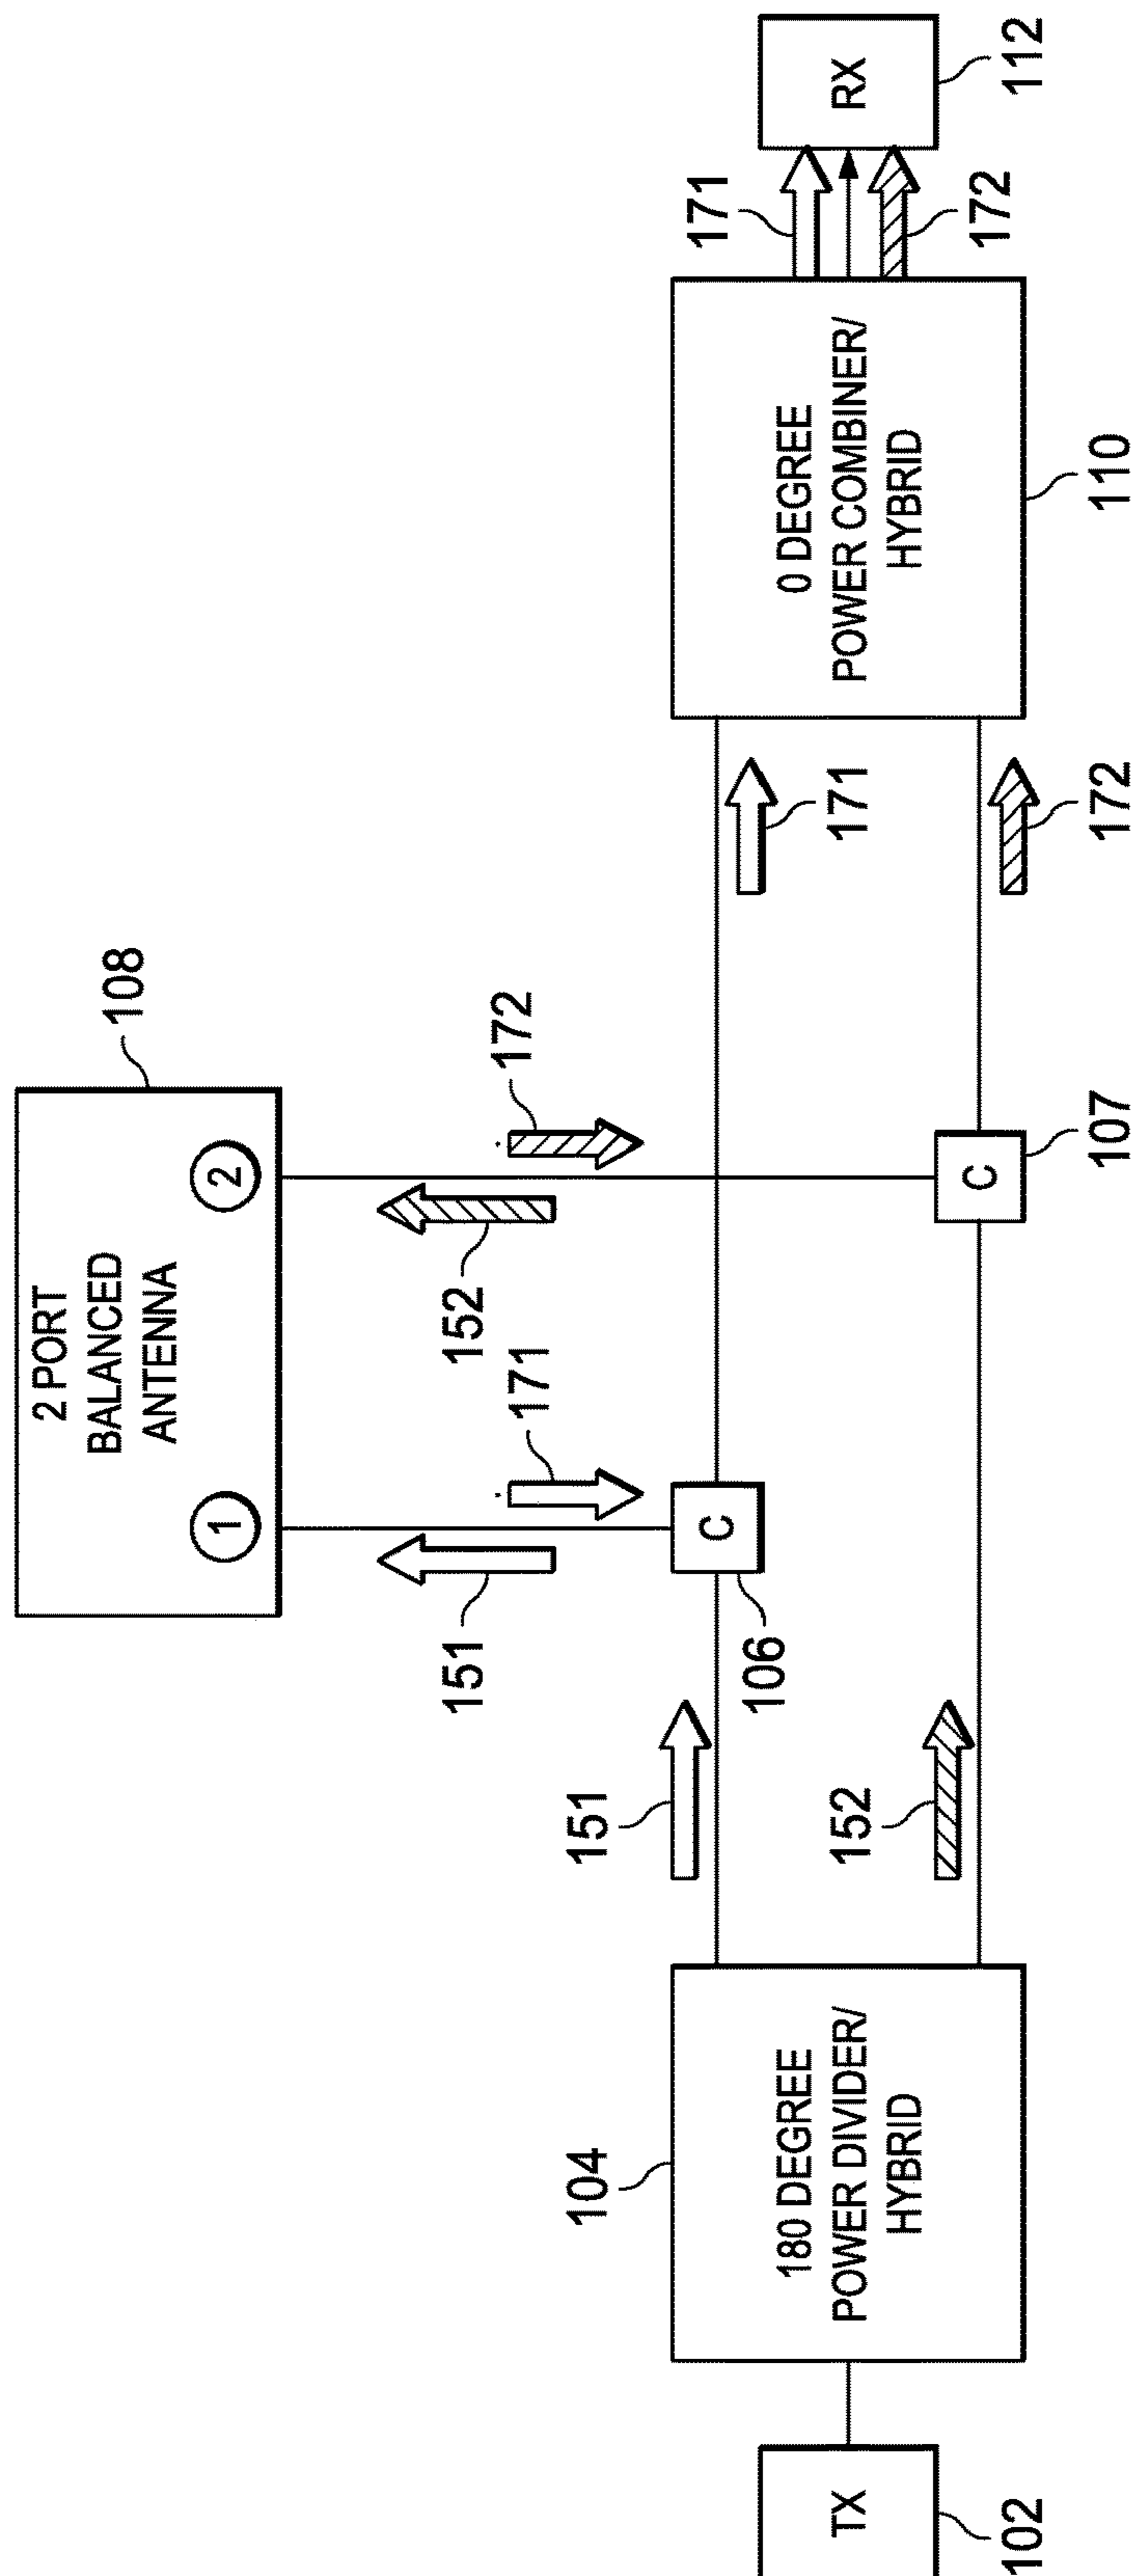 2 PORT
BALANCED
ANTENNA
108
1
2
151
171
152
172
TX
102
104
180 DEGREE
POWER DIVIDER/
HYBRID
151
152
C
106
C
107
171
172
0 DEGREE
POWER COMBINER/
HYBRID
110
171
172
RX
112